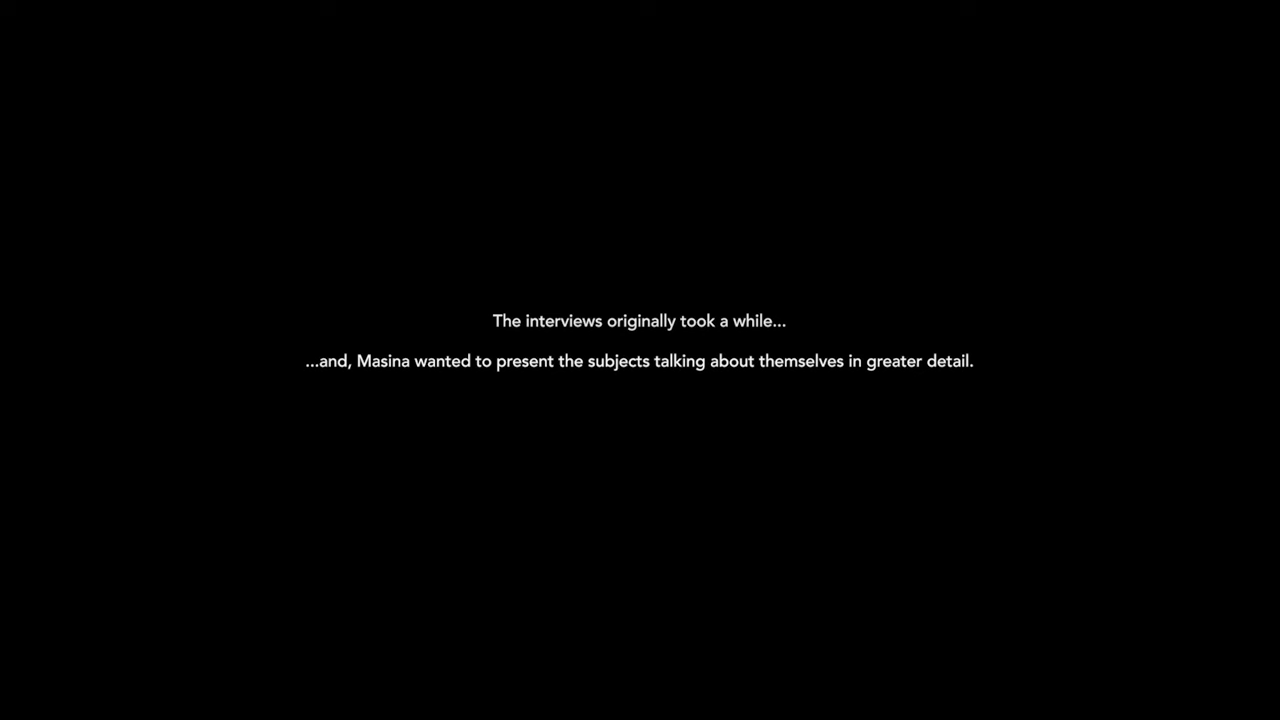 The interviews originally took a while...
...and, Masina wanted to present the subjects talking about themselves in greater detail.